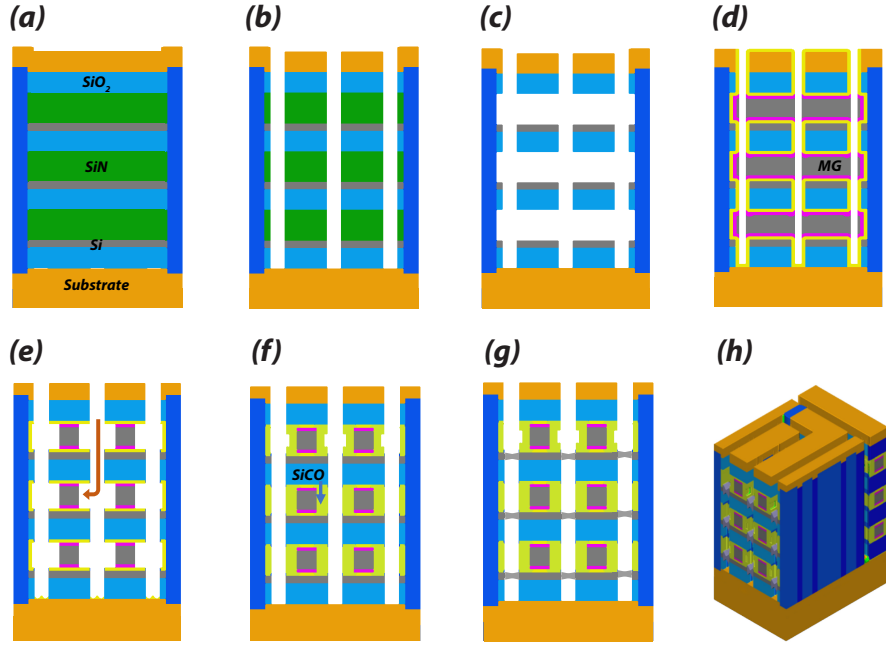 (a)
(b)
(c)
(d)
SiO₂
SiN
Si
Substrate
MG
(e)
(f)
(g)
(h)
SiCO